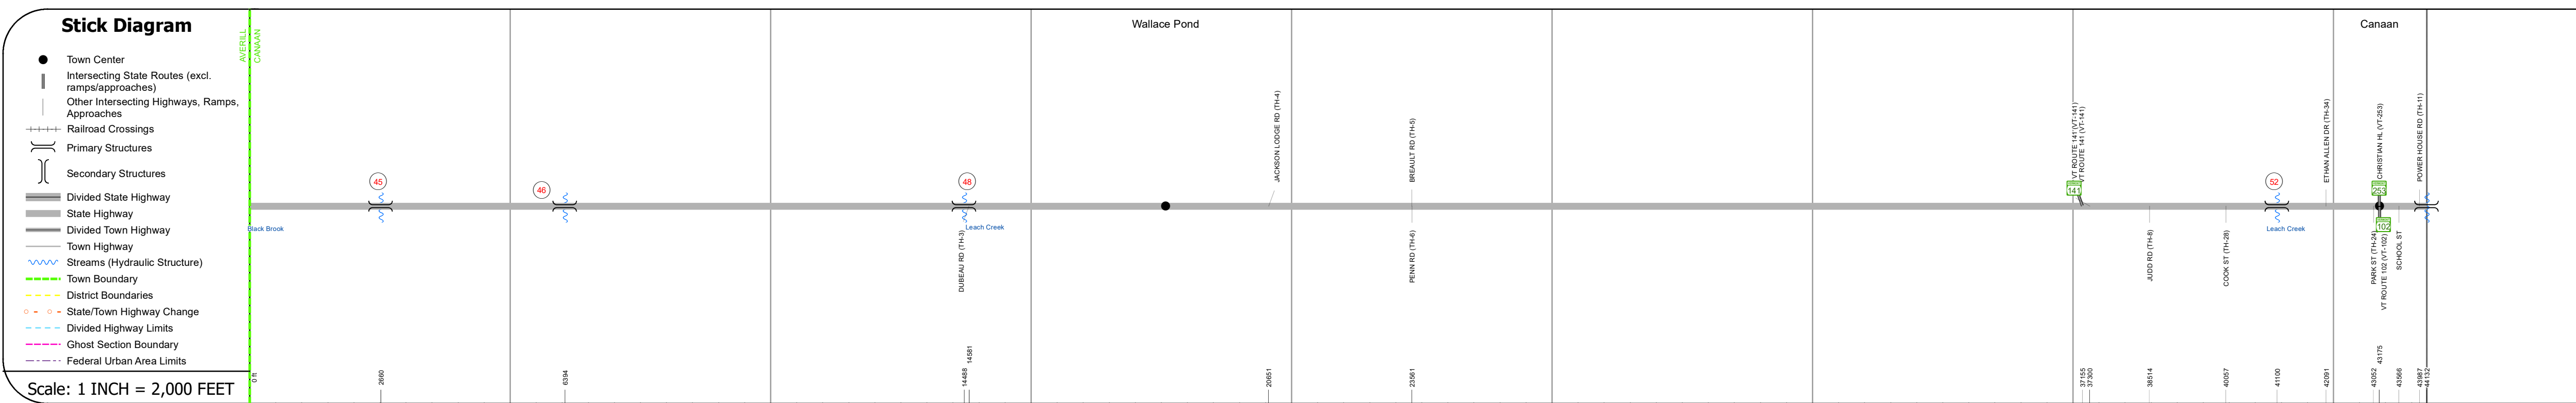 Stick Diagram
Town Center
Intersecting State Routes (excl.
ramps/approaches)
Other Intersecting Highways, Ramps,
Approaches
Railroad Crossings
Primary Structures
Secondary Structures
Divided State Highway
State Highway
Divided Town Highway
Town Highway
Streams (Hydraulic Structure)
Town Boundary
District Boundaries
State/Town Highway Change
Divided Highway Limits
Ghost Section Boundary
Federal Urban Area Limits
Scale: 1 INCH = 2,000 FEET
AVERILL
CANAAN
Wallace Pond
Canaan
JACKSON LODGE RD (TH-4)
BREAULT RD (TH-5)
VT ROUTE 141 (VT-141)
VT ROUTE 141 (VT-141)
ETHAN ALLEN DR (TH-34)
CHRISTIAN HL (VT-253)
POWER HOUSE RD (TH-11)
45
46
48
141
52
253
102
Black Brook
Leach Creek
Leach Creek
DUBEAU RD (TH-3)
PENN RD (TH-6)
JUDD RD (TH-8)
COOK ST (TH-28)
PARK ST (TH-24)
VT ROUTE 102 (VT-102)
SCHOOL ST
0 ft
2660
6394
14488
14581
20651
23561
37155
37300
38514
40057
41100
42091
43052
43175
43566
43987
44132